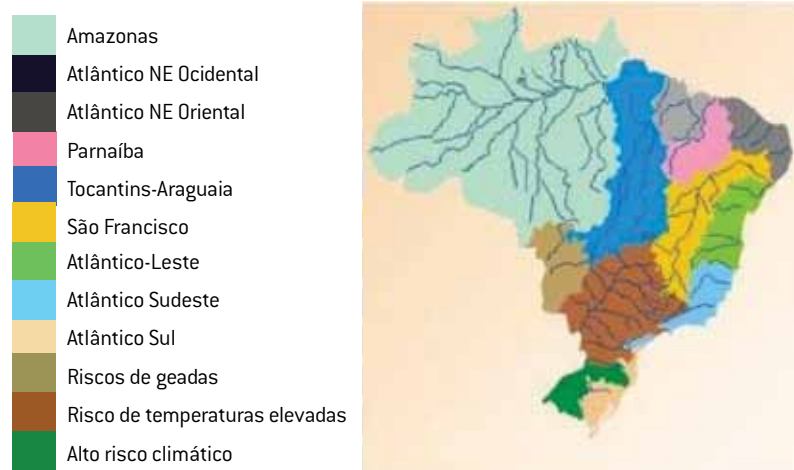 Amazonas
Atlântico NE Ocidental
Atlântico NE Oriental
Parnaíba
Tocantins-Araguaia
São Francisco
Atlântico-Leste
Atlântico Sudeste
Atlântico Sul
Riscos de geadas
Risco de temperaturas elevadas
Alto risco climático